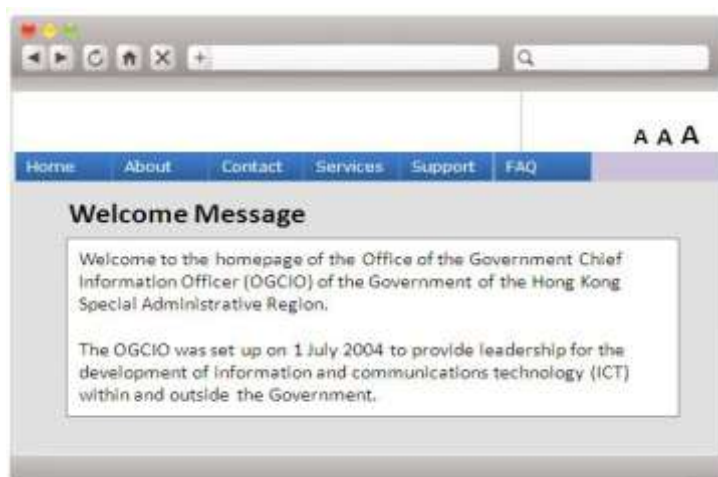 A A A
Home About Contact Services Support FAQ
Welcome Message
Welcome to the homepage of the Office of the Government Chief
Information Officer (OGCIO) of the Government of the Hong Kong
Special Administrative Region.
The OGCIO was set up on 1 July 2004 to provide leadership for the
development of information and communications technology (ICT)
within and outside the Government.